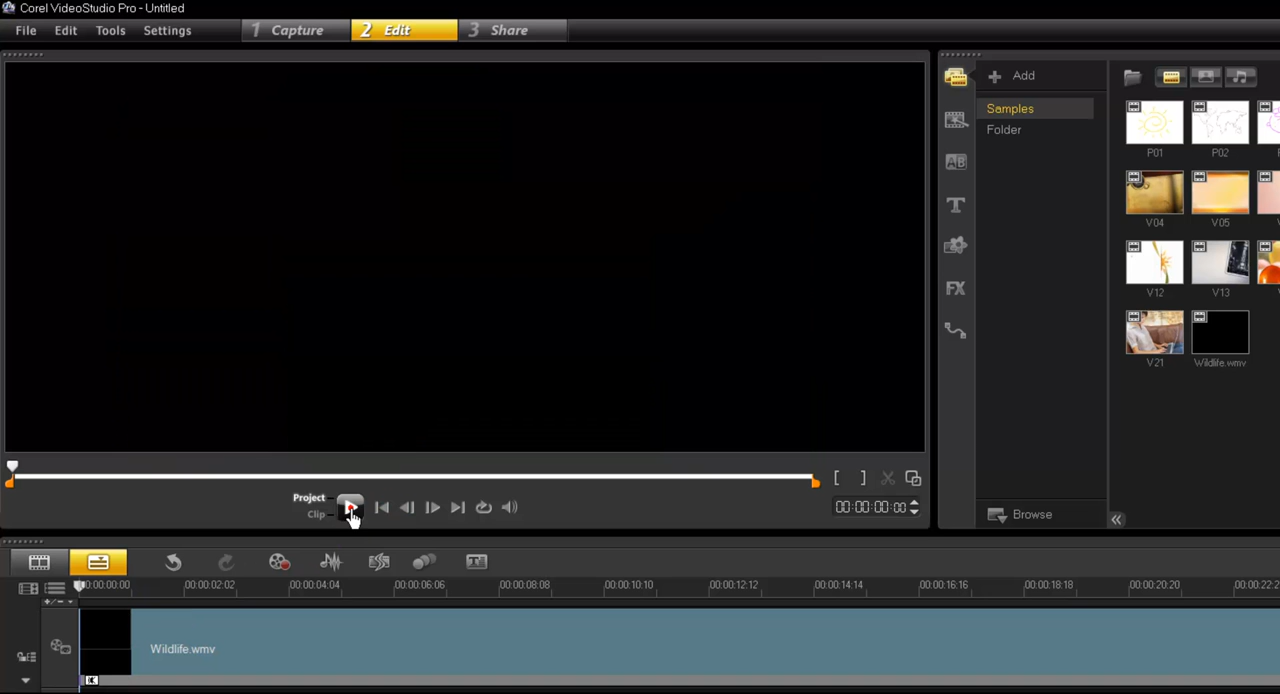 Corel VideoStudio Pro - Untitled
File Edit Tools Settings 1 Capture 2 Edit 3 Share
Add
Samples
Folder
P01 P02
V04 V05
V12 V13
V21 Wildlife.wmv
Project
Clip
00:00:00:00
Browse
00:00:00:00 00:00:02:02 00:00:04:04 00:00:06:06 00:00:08:08 00:00:10:10 00:00:12:12 00:00:14:14 00:00:16:16 00:00:18:18 00:00:20:20
Wildlife.wmv